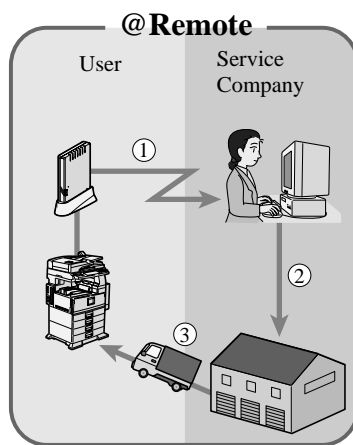 @Remote
User
Service
Company
①
②
③